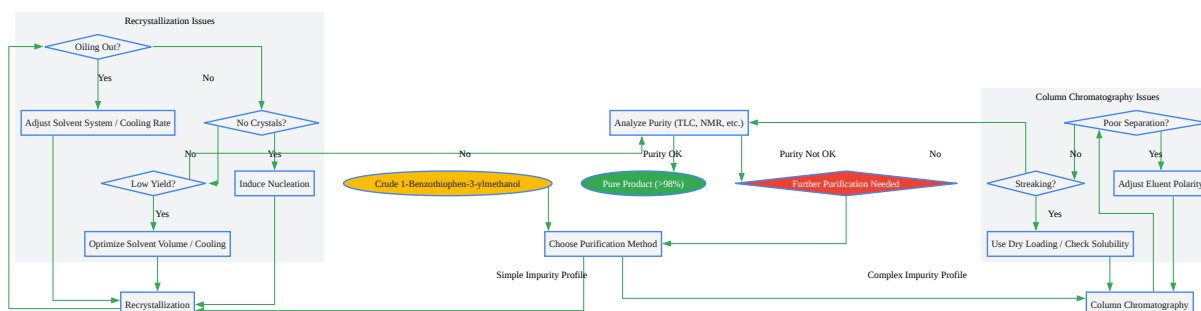 Recrystallization Issues
Oiling Out?
Yes
No
Adjust Solvent System / Cooling Rate
No Crystals?
No
Yes
Low Yield?
Induce Nucleation
Yes
Optimize Solvent Volume / Cooling
Recrystallization
Analyze Purity (TLC, NMR, etc.)
No
Purity OK
Purity Not OK
No
Crude 1-Benzothiophen-3-ylmethanol
Pure Product (>98%)
Further Purification Needed
Choose Purification Method
Simple Impurity Profile
Complex Impurity Profile
Column Chromatography Issues
Poor Separation?
No
Yes
Streaking?
Adjust Eluent Polarity
Yes
Use Dry Loading / Check Solubility
Column Chromatography